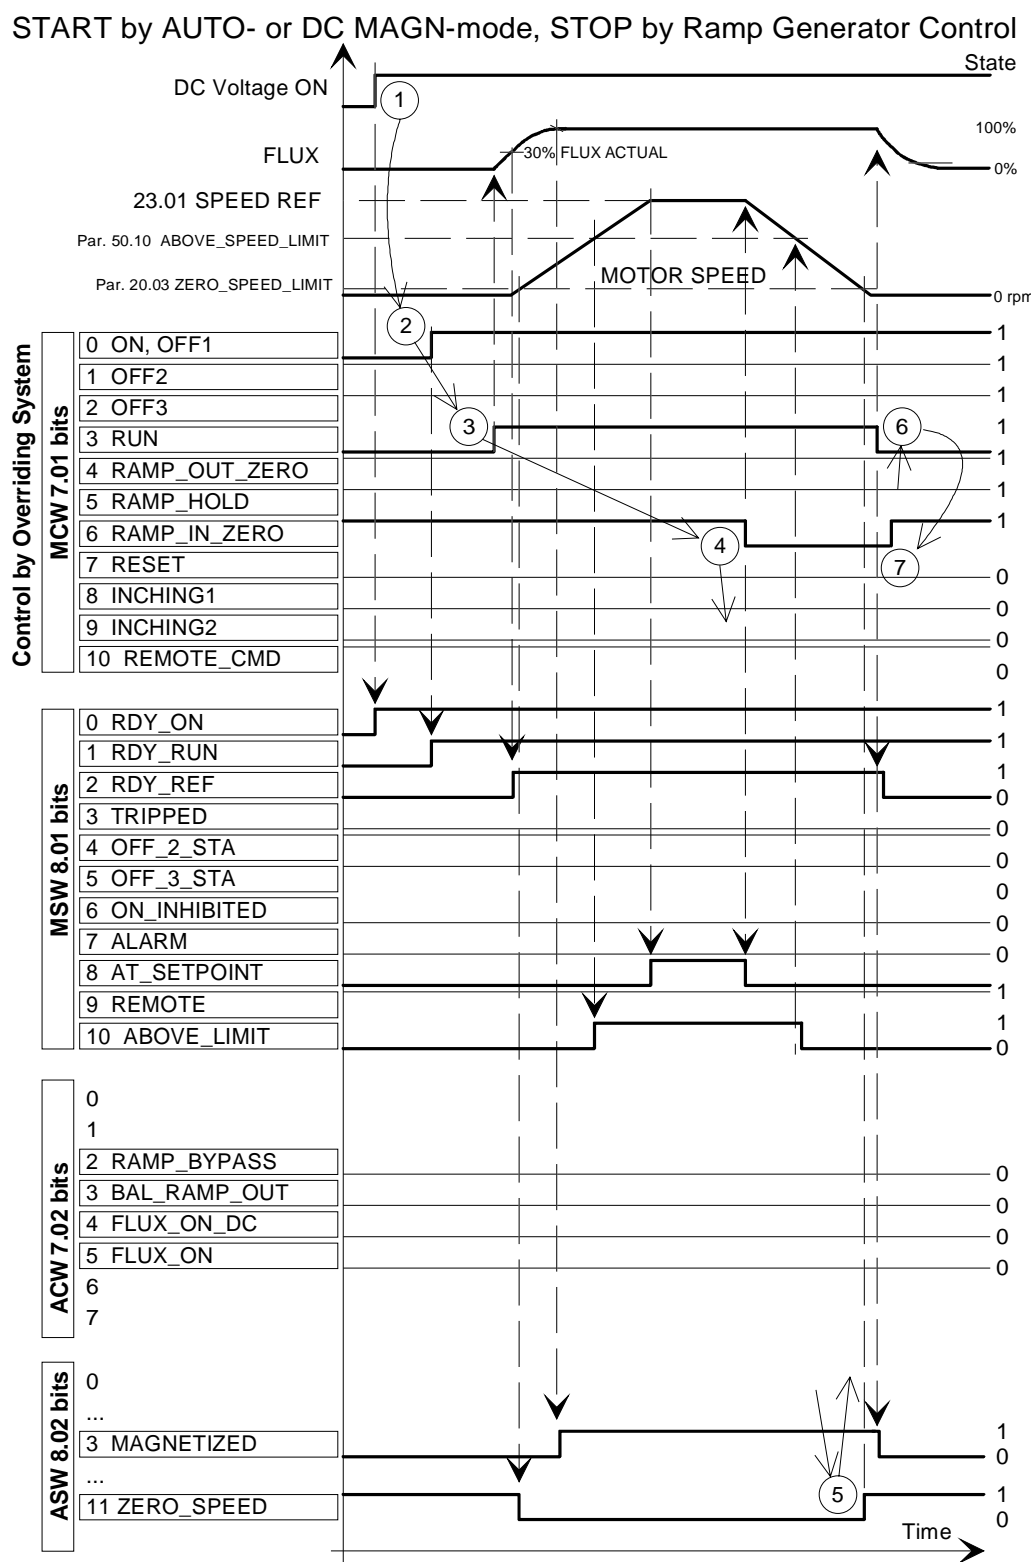 START by AUTO- or DC MAGN-mode, STOP by Ramp Generator Control
State
DC Voltage ON
1
100%
FLUX
30% FLUX ACTUAL
0%
23.01 SPEED REF
Par. 50.10 ABOVE_SPEED_LIMIT
MOTOR SPEED
Par. 20.03 ZERO_SPEED_LIMIT
0 rpm
Control by Overriding System
MCW 7.01 bits
2
0 ON, OFF1
1
1 OFF2
1
2 OFF3
1
3
6
3 RUN
1
4 RAMP_OUT_ZERO
1
5 RAMP_HOLD
1
6 RAMP_IN_ZERO
1
4
7
7 RESET
0
8 INCHING1
0
9 INCHING2
0
10 REMOTE_CMD
0
MSW 8.01 bits
0 RDY_ON
1
1 RDY_RUN
1
2 RDY_REF
1
0
3 TRIPPED
0
4 OFF_2_STA
0
5 OFF_3_STA
0
6 ON_INHIBITED
0
7 ALARM
0
8 AT_SETPOINT
9 REMOTE
1
10 ABOVE_LIMIT
1
0
ACW 7.02 bits
0
1
2 RAMP_BYPASS
0
3 BAL_RAMP_OUT
0
4 FLUX_ON_DC
0
5 FLUX_ON
0
6
7
ASW 8.02 bits
0
...
3 MAGNETIZED
1
0
...
5
11 ZERO_SPEED
1
0
Time